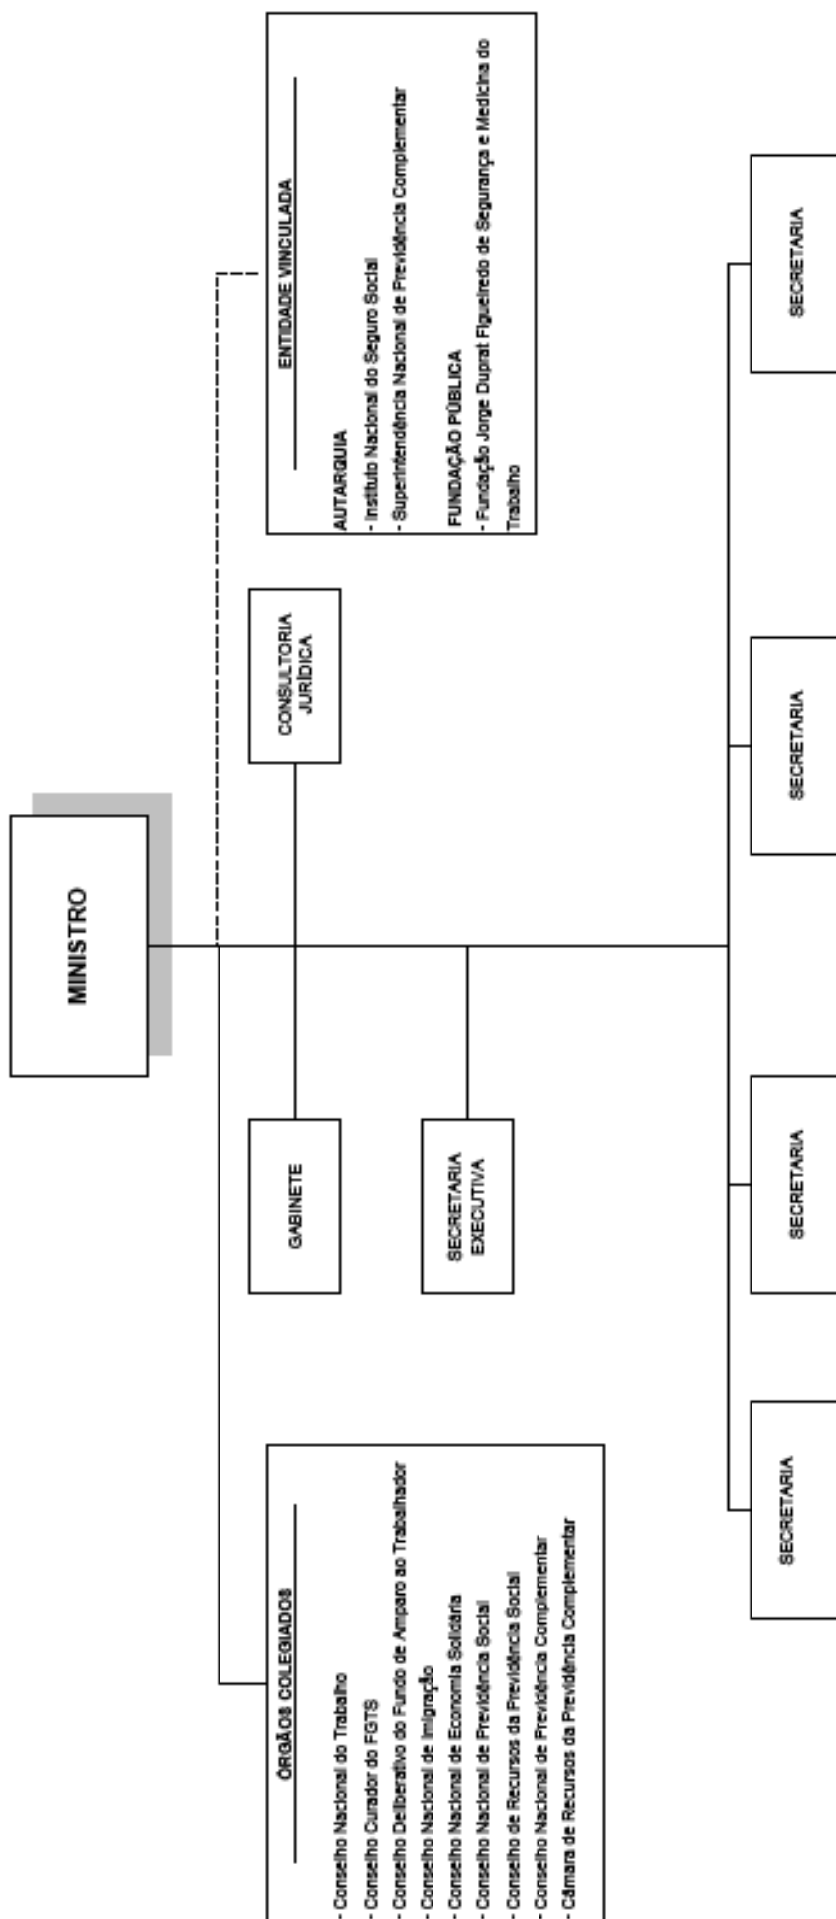 MINISTRO
ÓRGÃOS COLEGIADOS
- Conselho Nacional do Trabalho
- Conselho Curador do FGTS
- Conselho Deliberativo do Fundo de Amparo ao Trabalhador
- Conselho Nacional de Imigração
- Conselho Nacional de Economia Solidária
- Conselho Nacional de Previdência Social
- Conselho de Recursos da Previdência Social
- Conselho Nacional de Previdência Complementar
- Câmara de Recursos da Previdência Complementar
GABINETE
CONSULTORIA
JURÍDICA
ENTIDADE VINCULADA
AUTARQUIA
- Instituto Nacional do Seguro Social
- Superintendência Nacional de Previdência Complementar
FUNDAÇÃO PÚBLICA
- Fundação Jorge Duprat Figueiredo de Segurança e Medicina do
Trabalho
SECRETARIA
EXECUTIVA
SECRETARIA
SECRETARIA
SECRETARIA
SECRETARIA